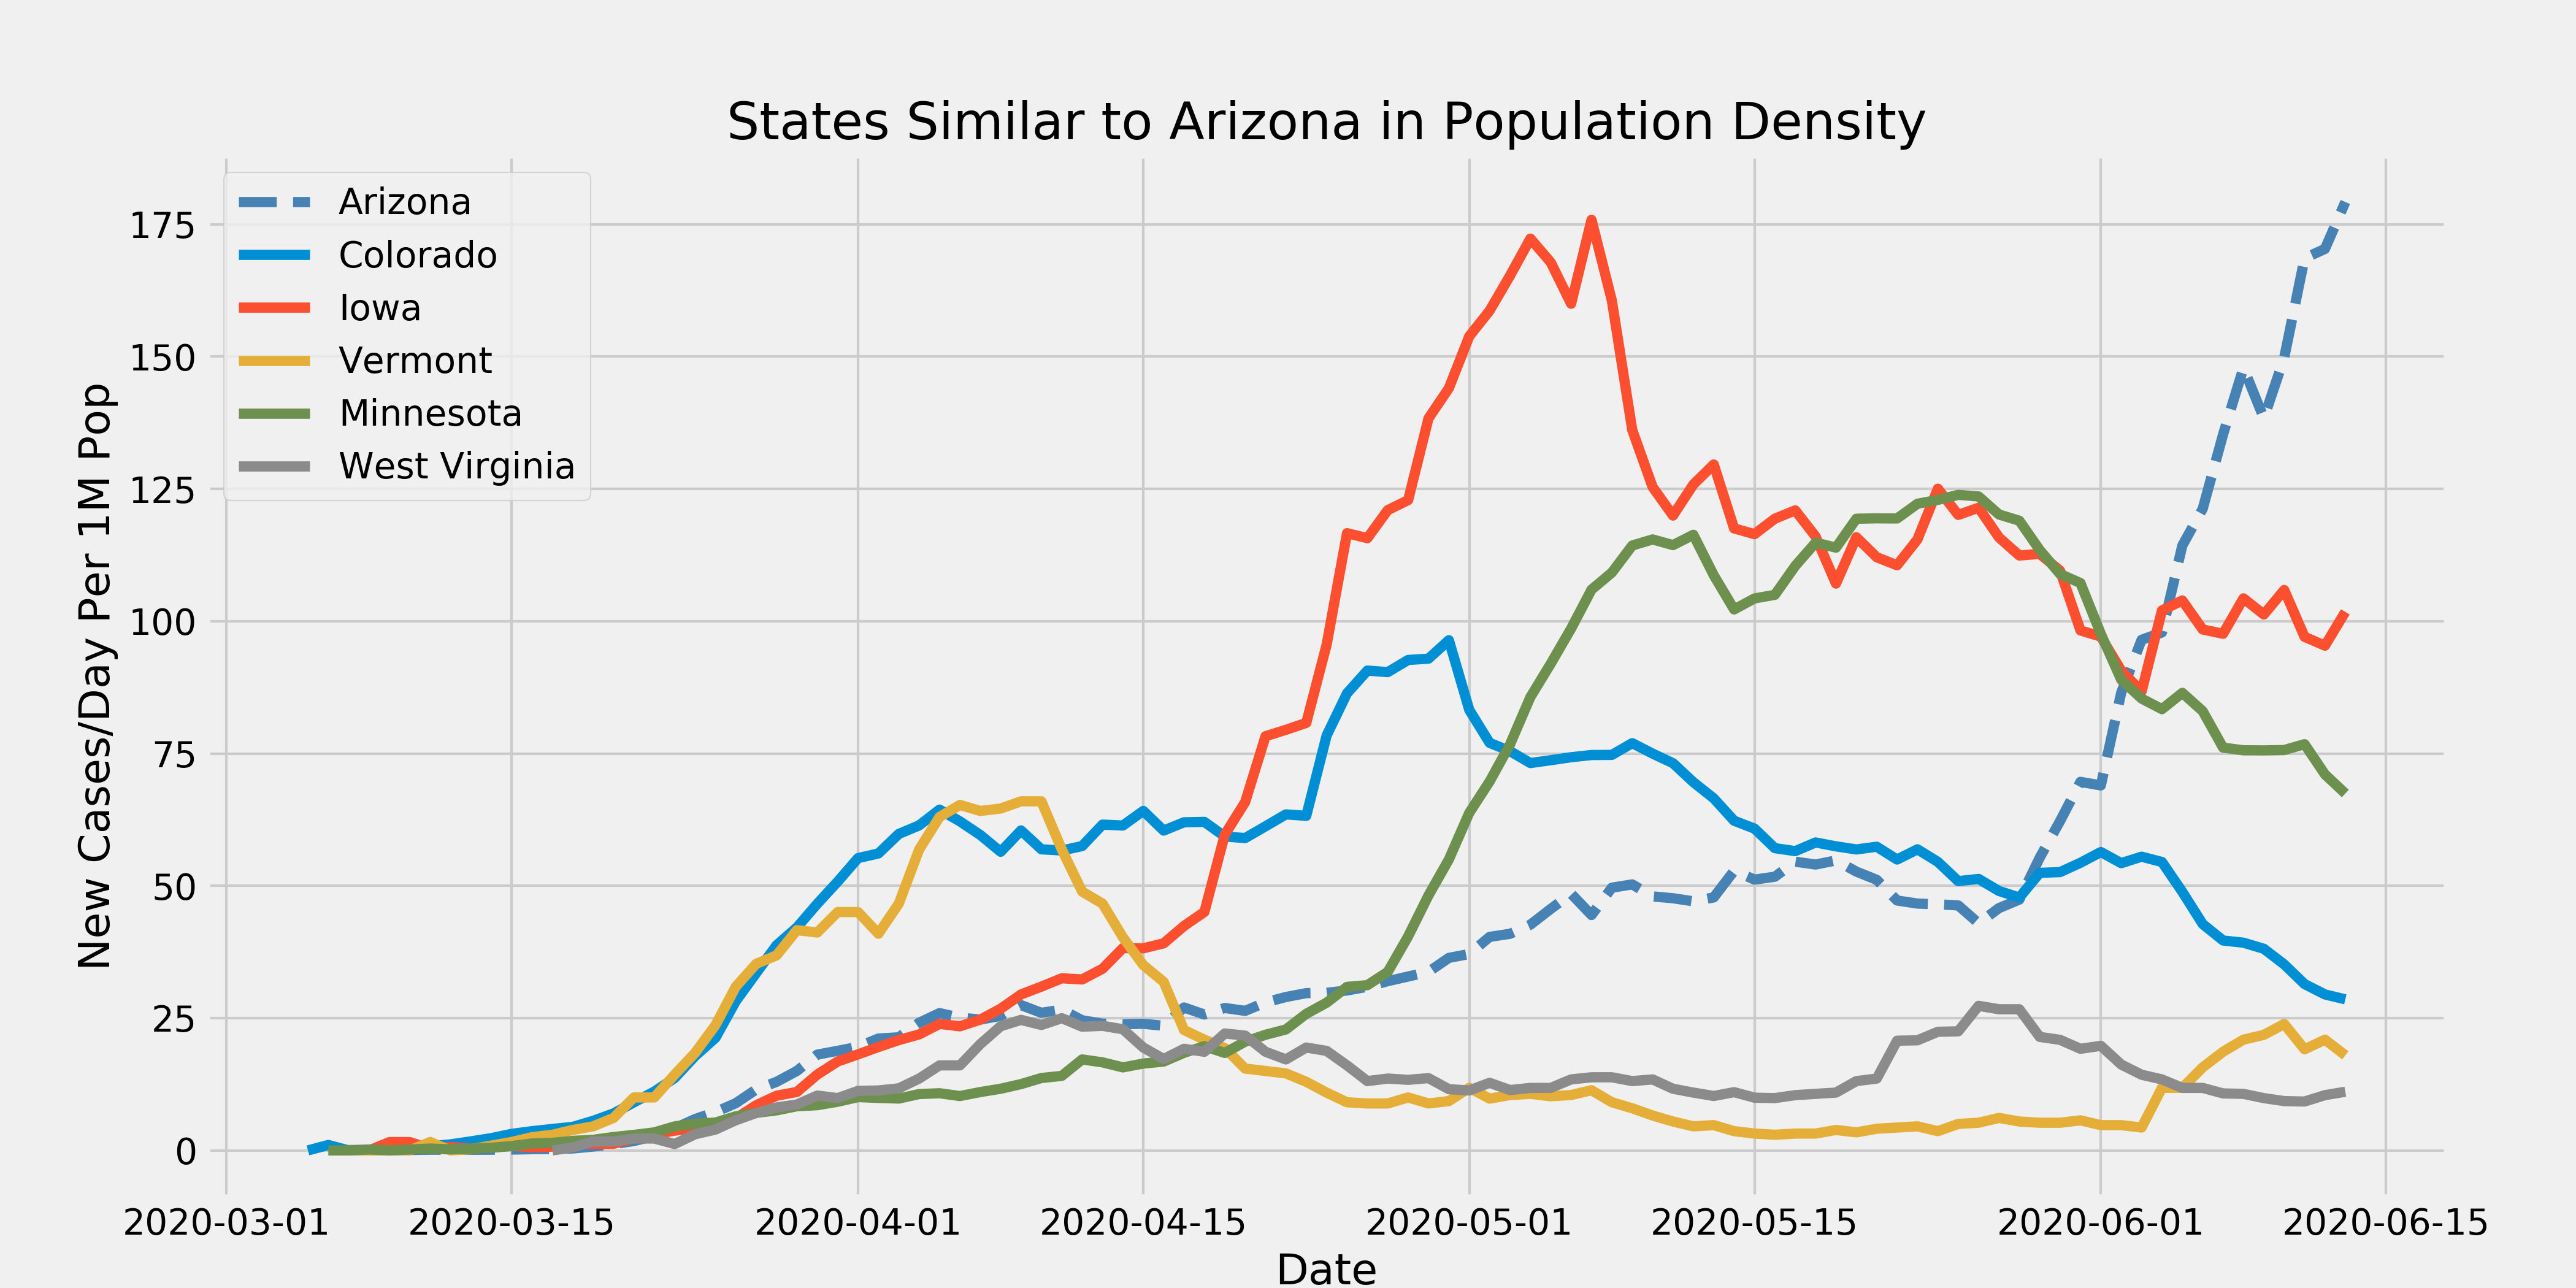 States Similar to Arizona in Population Density
Arizona
Colorado
Iowa
Vermont
Minnesota
West Virginia
New Cases/Day Per 1M Pop
175
150
125
100
75
50
25
0
2020-03-01 2020-03-15 2020-04-01 2020-04-15 2020-05-01 2020-05-15 2020-06-01 2020-06-15
Date